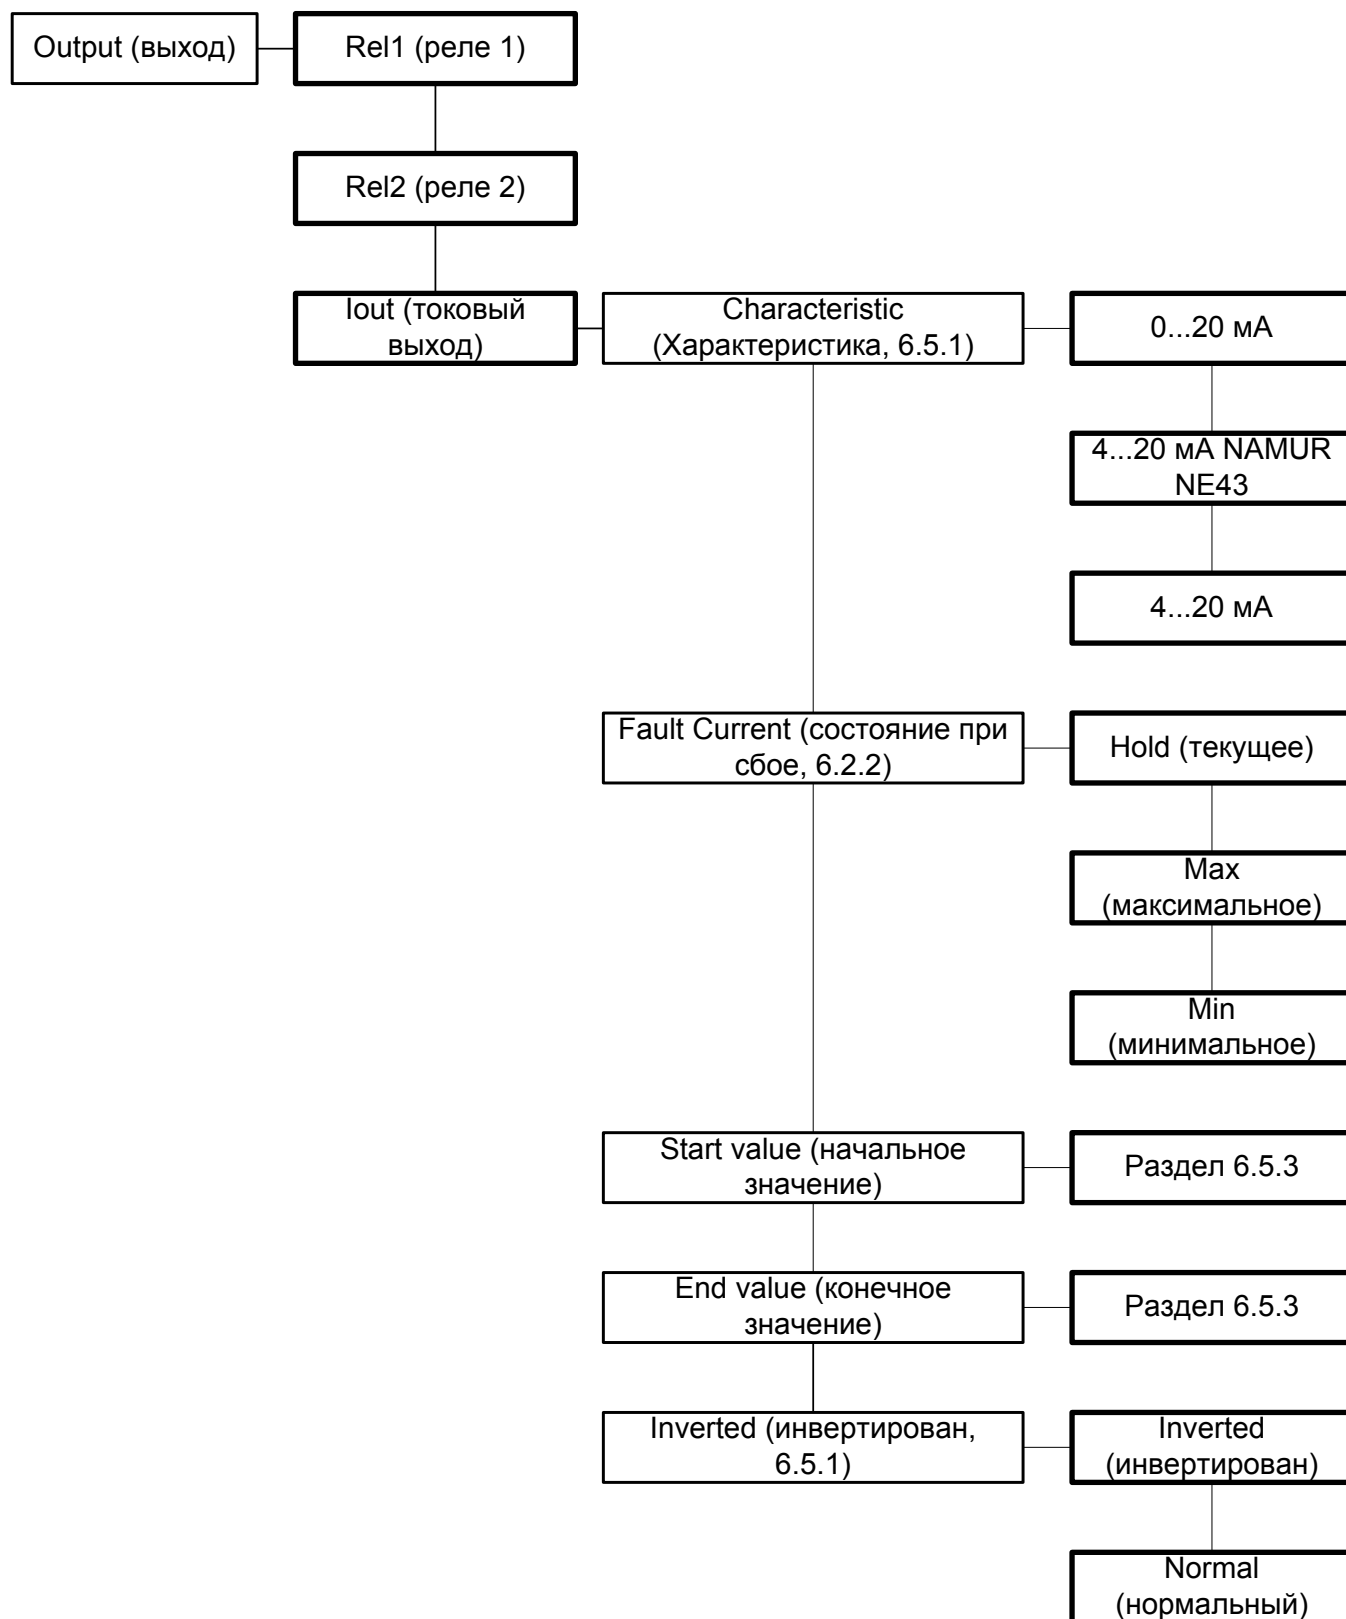 Output (выход)
Rel1 (реле 1)
Rel2 (реле 2)
Iout (токовый
выход)
Characteristic
(Характеристика, 6.5.1)
0...20 мА
4...20 мА NAMUR
NE43
4...20 мА
Fault Current (состояние при
сбое, 6.2.2)
Hold (текущее)
Max
(максимальное)
Min
(минимальное)
Start value (начальное
значение)
Раздел 6.5.3
End value (конечное
значение)
Раздел 6.5.3
Inverted (инвертирован,
6.5.1)
Inverted
(инвертирован)
Normal
(нормальный)